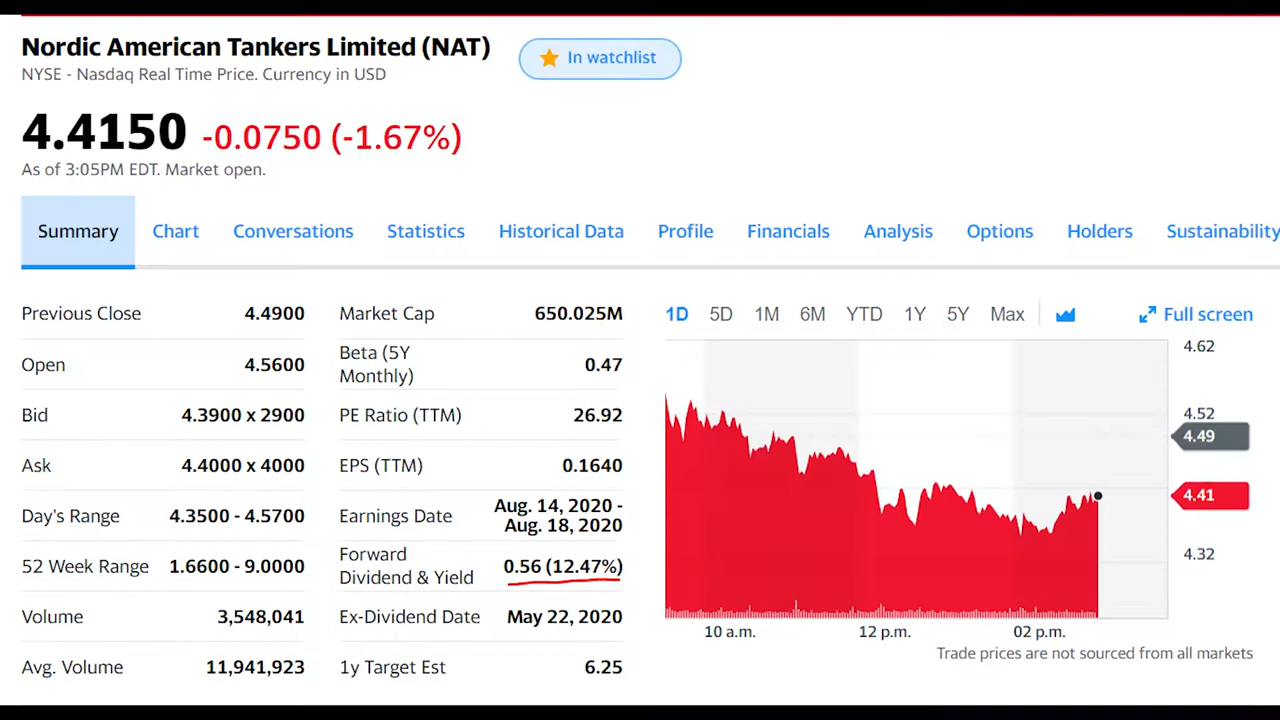 Nordic American Tankers Limited (NAT)
In watchlist
NYSE - Nasdaq Real Time Price. Currency in USD
4.4150 -0.0750 (-1.67%)
As of 3:05PM EDT. Market open.
Summary Chart Conversations Statistics Historical Data Profile Financials Analysis Options Holders Sustainability
Previous Close 4.4900
Open 4.5600
Bid 4.3900 x 2900
Ask 4.4000 x 4000
Day's Range 4.3500 - 4.5700
52 Week Range 1.6600 - 9.0000
Volume 3,548,041
Avg. Volume 11,941,923
Market Cap 650.025M
Beta (5Y
Monthly) 0.47
PE Ratio (TTM) 26.92
EPS (TTM) 0.1640
Earnings Date Aug. 14, 2020 -
Aug. 18, 2020
Forward
Dividend & Yield 0.56 (12.47%)
Ex-Dividend Date May 22, 2020
1y Target Est 6.25
1D 5D 1M 6M YTD 1Y 5Y Max Full screen
4.62
4.52
4.49
4.41
4.32
10 a.m. 12 p.m. 02 p.m.
Trade prices are not sourced from all markets